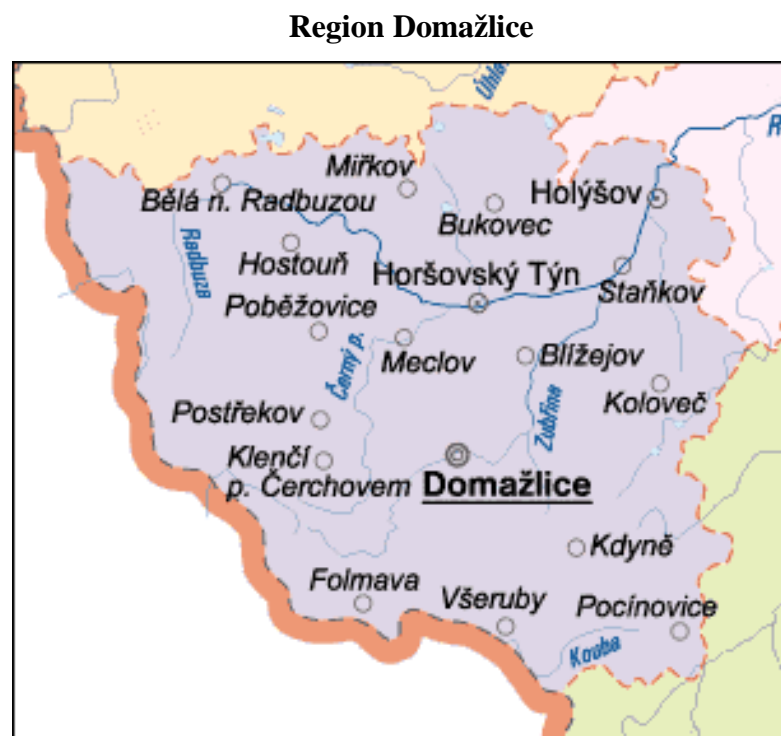 Region Domažlice
Úhla
R
Miřkov
Bělá n. Radbuzou
Holýšov
Bukovec
Radbuza
Hostouň
Horšovský Týn
Staňkov
Poběžovice
Černý p.
Meclov
Blížejov
Koloveč
Zubřina
Postřekov
Klenčí
p. Čerchovem
Domažlice
Kdyně
Folmava
Všeruby
Pocínovice
Kouba